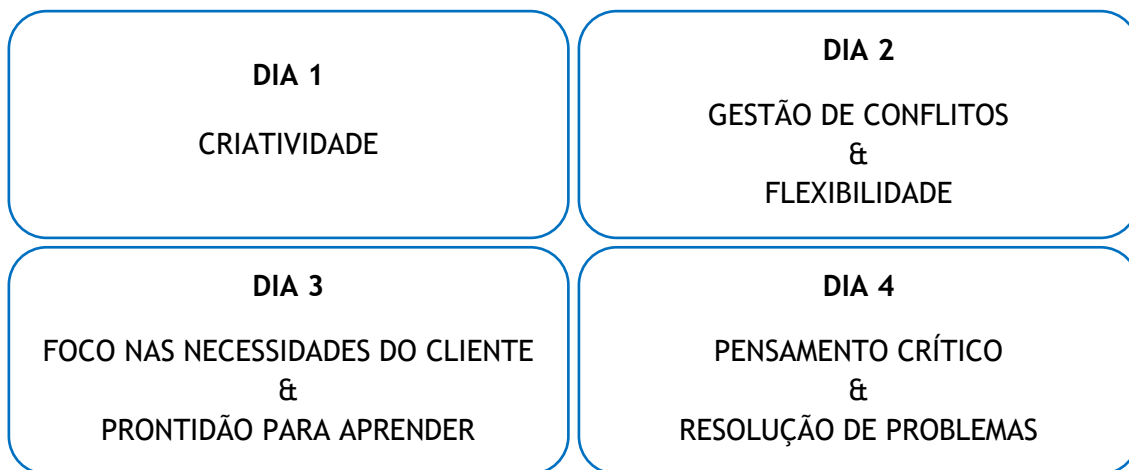 DIA 1
CRIATIVIDADE
DIA 2
GESTÃO DE CONFLITOS
&
FLEXIBILIDADE
DIA 3
FOCO NAS NECESSIDADES DO CLIENTE
&
PRONTIDÃO PARA APRENDER
DIA 4
PENSAMENTO CRÍTICO
&
RESOLUÇÃO DE PROBLEMAS